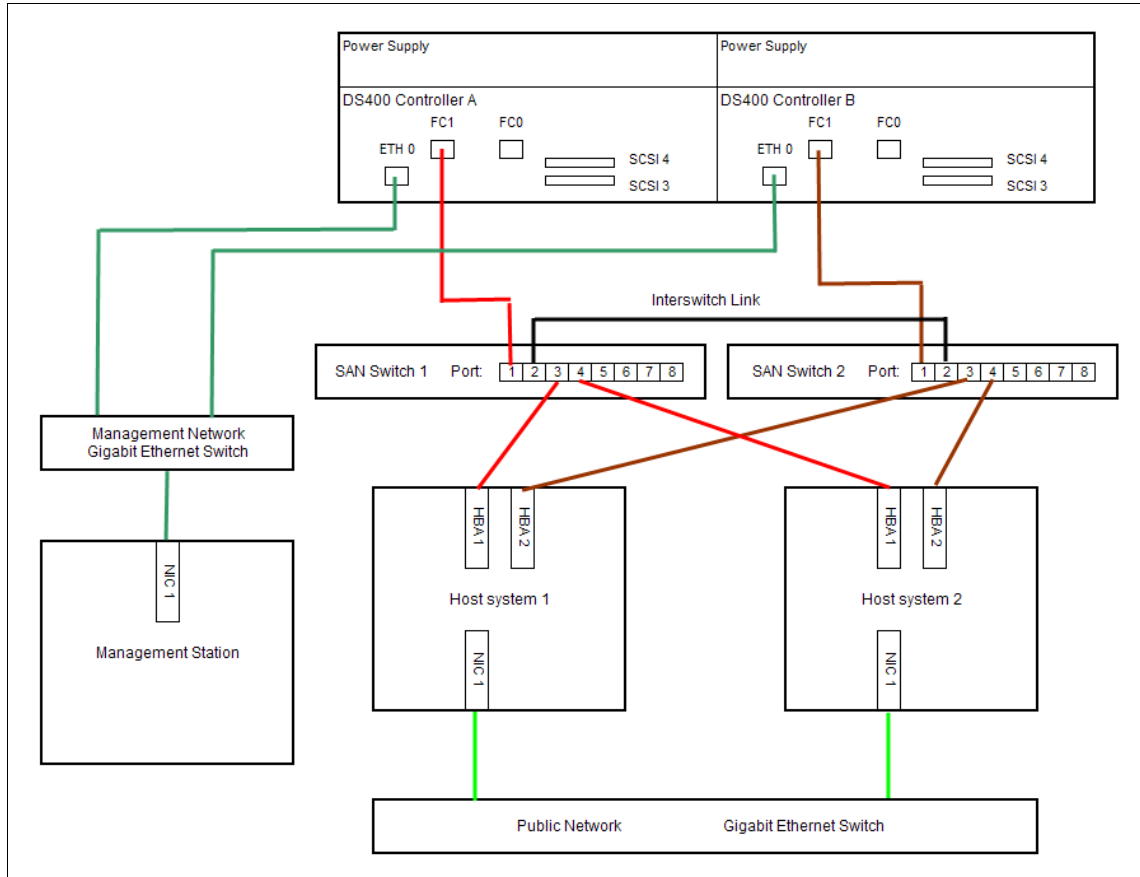 Power Supply
Power Supply
DS400 Controller A
DS400 Controller B
FC1
FC0
FC1
FC0
ETH 0
ETH 0
SCSI 4
SCSI 3
SCSI 4
SCSI 3
Interswitch Link
SAN Switch 1 Port: 1 2 3 4 5 6 7 8
SAN Switch 2 Port: 1 2 3 4 5 6 7 8
Management Network
Gigabit Ethernet Switch
HBA 1
HBA 2
HBA 1
HBA 2
NIC 1
Host system 1
Host system 2
Management Station
NIC 1
NIC 1
Public Network Gigabit Ethernet Switch